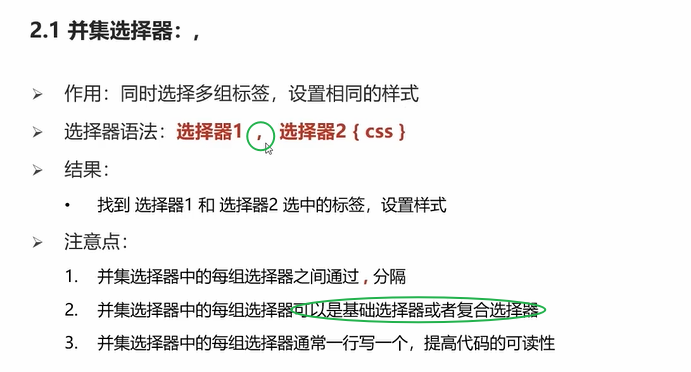 2.1 并集选择器：,
➢ 作用：同时选择多组标签，设置相同的样式
➢ 选择器语法：选择器1 ， 选择器2 { css }
➢ 结果：
• 找到 选择器1 和 选择器2 选中的标签，设置样式
➢ 注意点：
1. 并集选择器中的每组选择器之间通过 , 分隔
2. 并集选择器中的每组选择器可以是基础选择器或者复合选择器
3. 并集选择器中的每组选择器通常一行写一个，提高代码的可读性